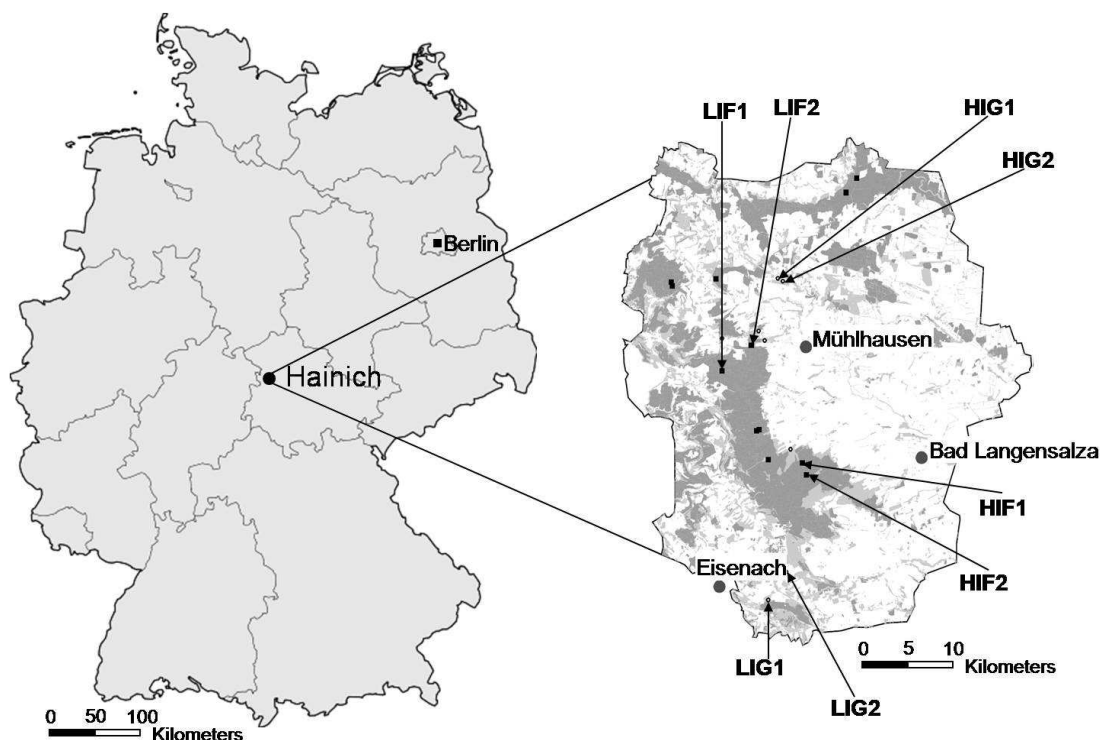 Berlin
Hainich
0 50 100
Kilometers
LIF1
LIF2
HIG1
HIG2
Mühlhausen
Bad Langensalza
HIF1
HIF2
Eisenach
LIG1
LIG2
0 5 10
Kilometers